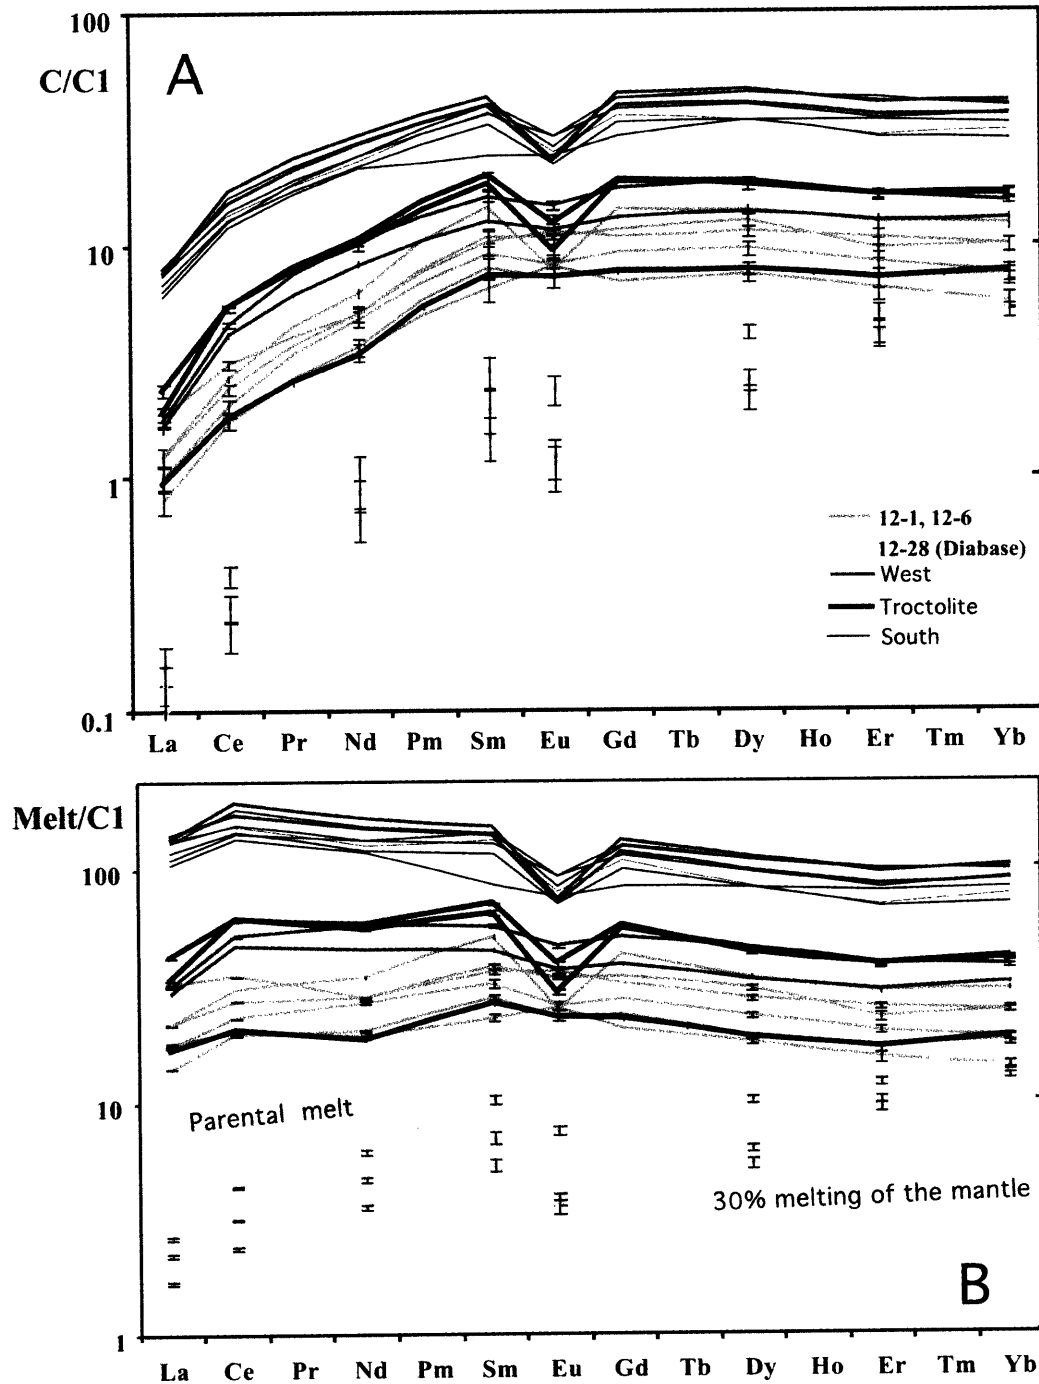 100
A
C/C1
10
1
12-1, 12-6
12-28 (Diabase)
West
Troctolite
South
0.1
La Ce Pr Nd Pm Sm Eu Gd Tb Dy Ho Er Tm Yb
Melt/C1
100
10
Parental melt
30% melting of the mantle
B
1
La Ce Pr Nd Pm Sm Eu Gd Tb Dy Ho Er Tm Yb